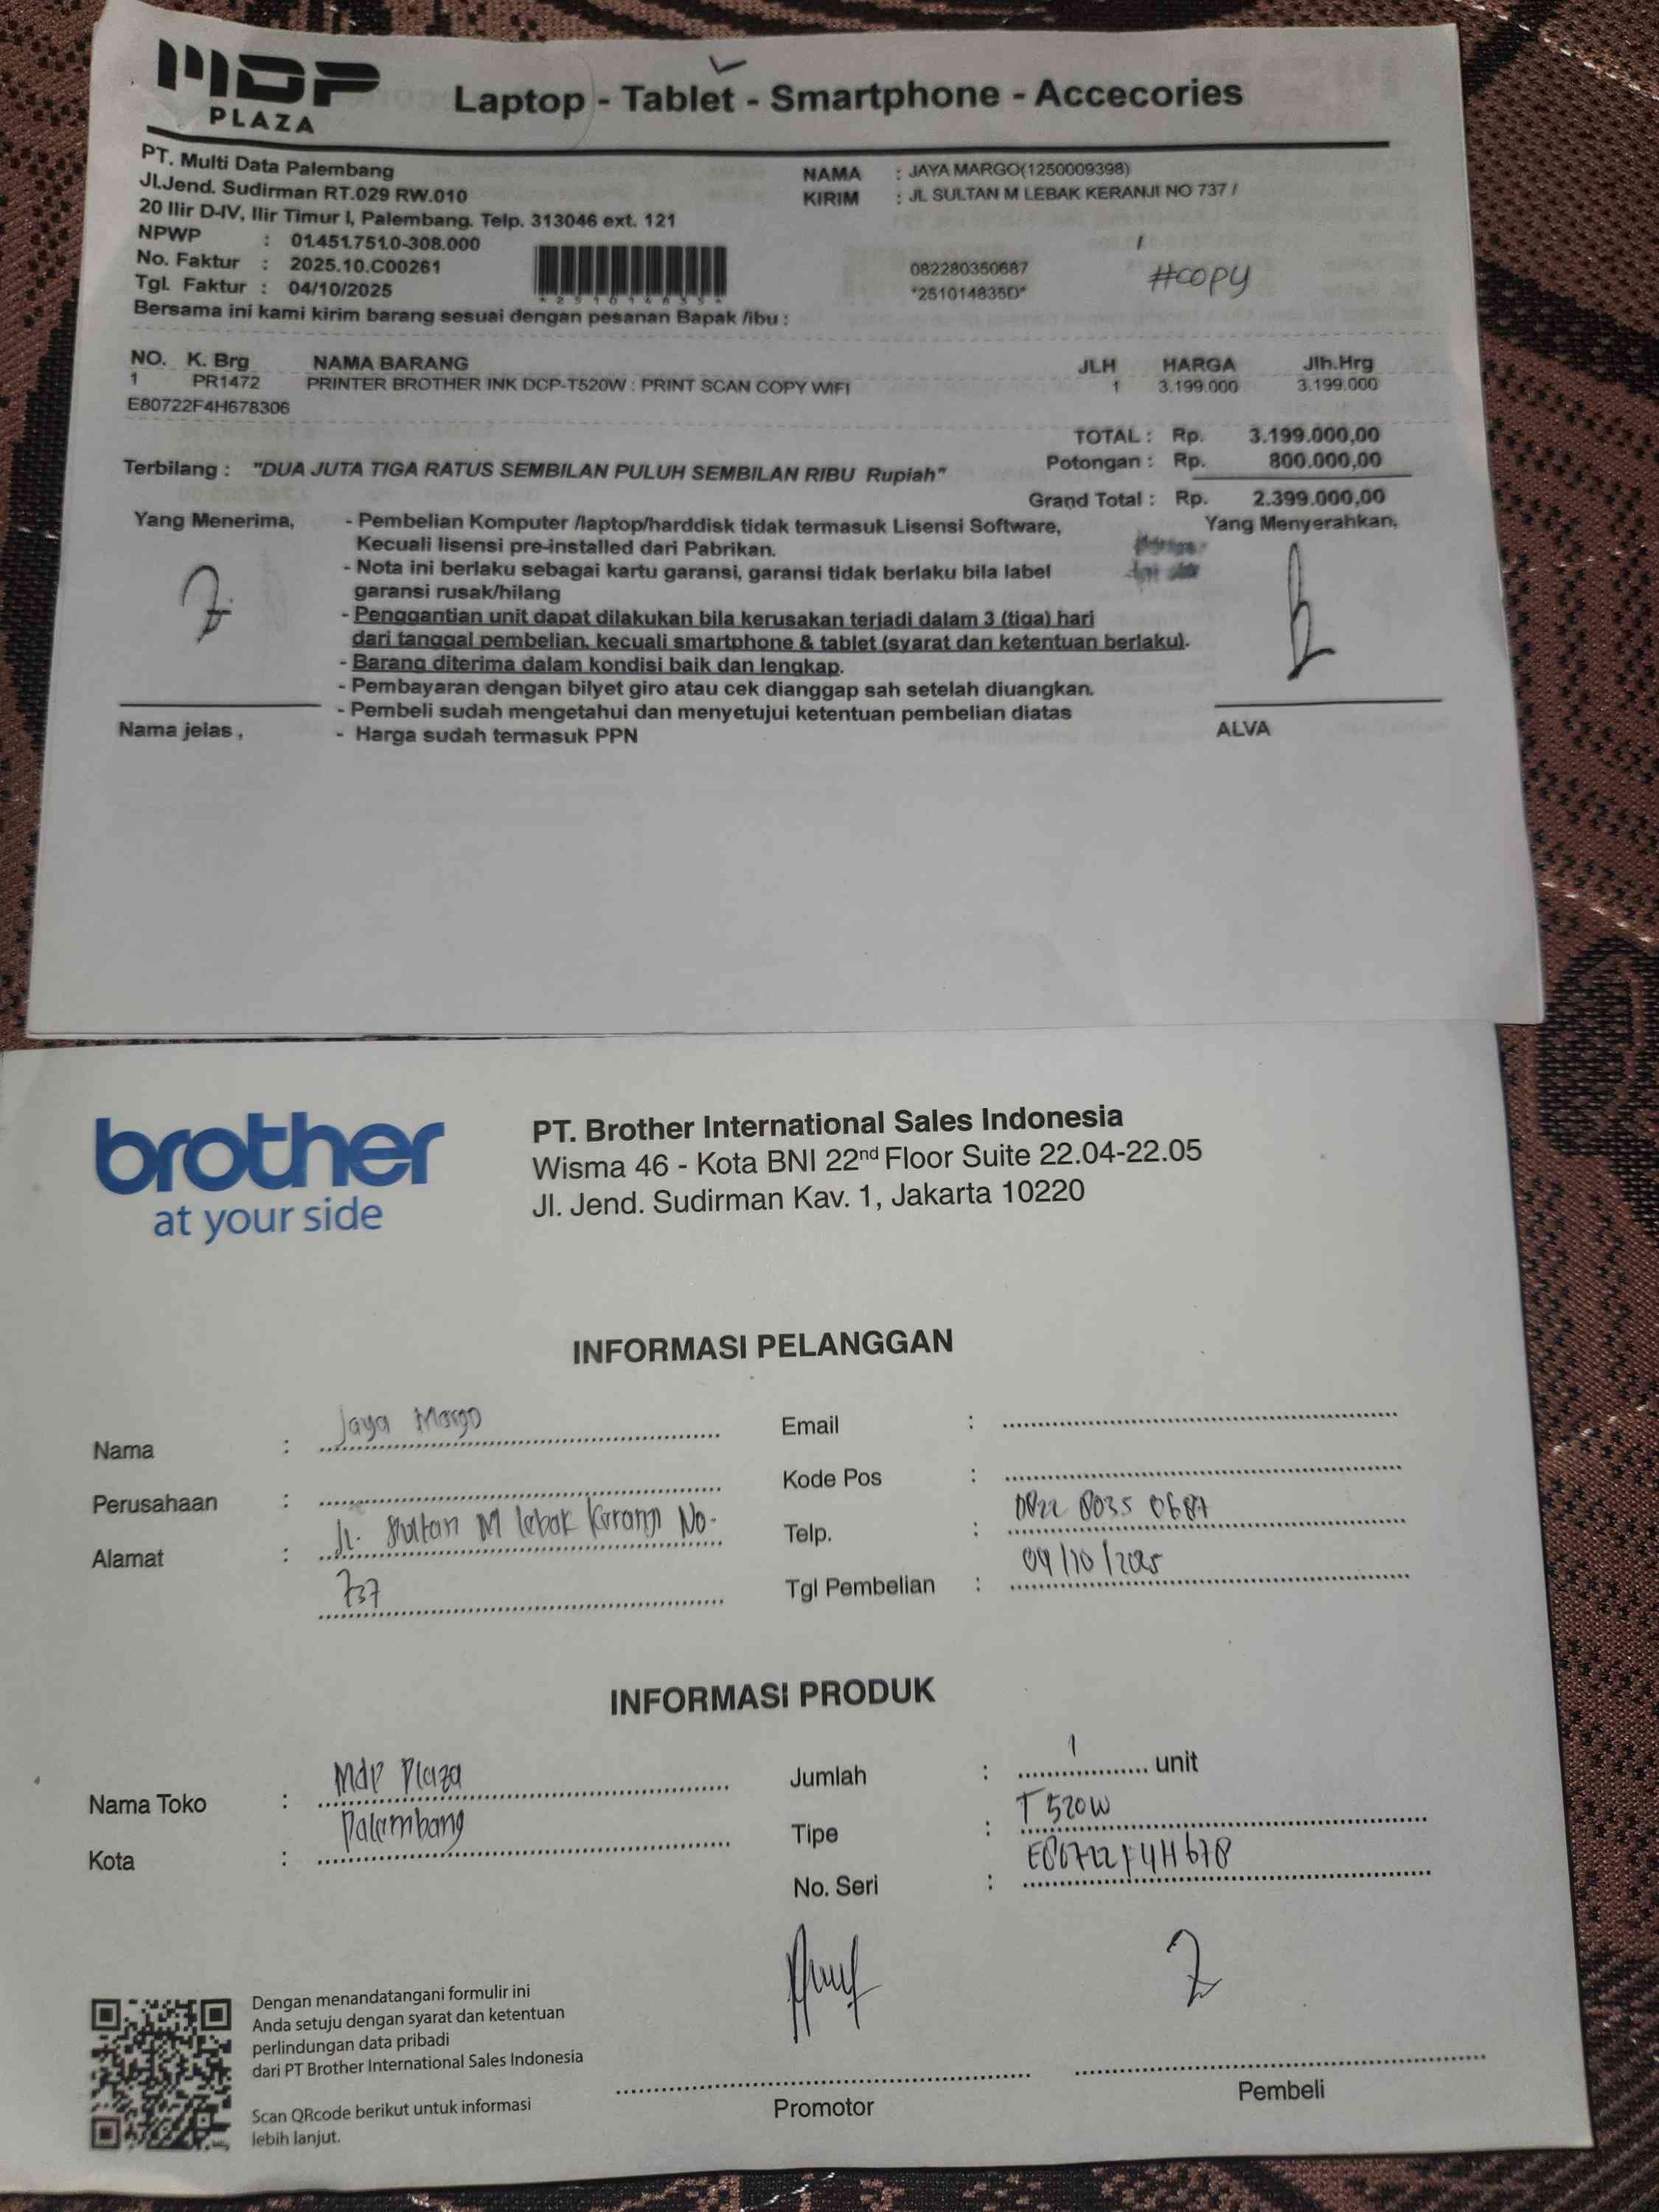 MDP
PLAZA
Laptop - Tablet - Smartphone - Accecories
PT. Multi Data Palembang
Jl.Jend. Sudirman RT.029 RW.010
20 Ilir D-IV, Ilir Timur I, Palembang. Telp. 313046 ext. 121
NPWP : 01.451.751.0-308.000
No. Faktur : 2025.10.C00261
Tgl. Faktur : 04/10/2025
NAMA : JAYA MARGO(1250009398)
KIRIM : JL SULTAN M LEBAK KERANJI NO 737 /
/
082280350687
*251014835D*
#copy
Bersama ini kami kirim barang sesuai dengan pesanan Bapak /ibu :
NO. K. Brg NAMA BARANG JLH HARGA Jlh.Hrg
1 PR1472 PRINTER BROTHER INK DCP-T520W : PRINT SCAN COPY WIFI 1 3.199.000 3.199.000
E80722F4H678306
TOTAL : Rp. 3.199.000,00
Terbilang : "DUA JUTA TIGA RATUS SEMBILAN PULUH SEMBILAN RIBU Rupiah" Potongan : Rp. 800.000,00
Grand Total : Rp. 2.399.000,00
Yang Menerima,
- Pembelian Komputer /laptop/harddisk tidak termasuk Lisensi Software,
Kecuali lisensi pre-installed dari Pabrikan.
- Nota ini berlaku sebagai kartu garansi, garansi tidak berlaku bila label
garansi rusak/hilang
- Penggantian unit dapat dilakukan bila kerusakan terjadi dalam 3 (tiga) hari
dari tanggal pembelian, kecuali smartphone & tablet (syarat dan ketentuan berlaku).
- Barang diterima dalam kondisi baik dan lengkap.
- Pembayaran dengan bilyet giro atau cek dianggap sah setelah diuangkan.
- Pembeli sudah mengetahui dan menyetujui ketentuan pembelian diatas
- Harga sudah termasuk PPN
Nama jelas ,
Yang Menyerahkan,
ALVA
brother
at your side
PT. Brother International Sales Indonesia
Wisma 46 - Kota BNI 22nd Floor Suite 22.04-22.05
Jl. Jend. Sudirman Kav. 1, Jakarta 10220
INFORMASI PELANGGAN
Nama : Jaya Margo
Perusahaan :
Alamat : Jl. Sultan M lebak Keranji No.
737
Email :
Kode Pos :
Telp. : 0822 8035 0687
Tgl Pembelian : 04/10/2025
INFORMASI PRODUK
Nama Toko : Mdp Plaza
Kota : Palembang
Jumlah : 1 unit
Tipe : T520W
No. Seri : E80722F4H678
Dengan menandatangani formulir ini
Anda setuju dengan syarat dan ketentuan
perlindungan data pribadi
dari PT Brother International Sales Indonesia
Scan QRcode berikut untuk informasi
lebih lanjut.
Promotor
Pembeli